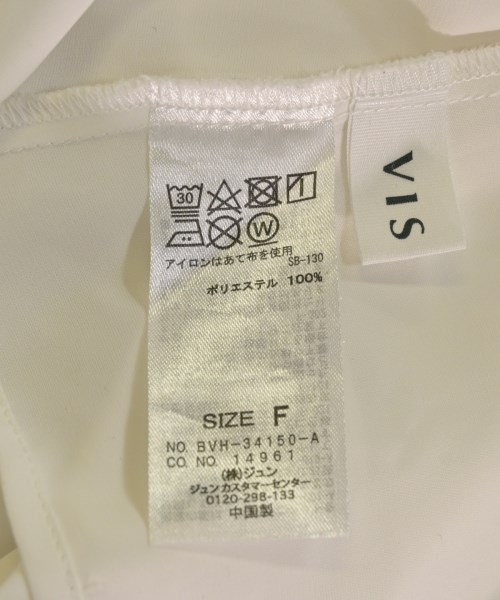 VIS
30
W
アイロンはあて布を使用
SB-130
ポリエステル 100%
SIZE F
NO. BVH-34150-A
CO. NO. 14961
(株)ジュン
ジュンカスタマーセンター
0120-298-133
中国製